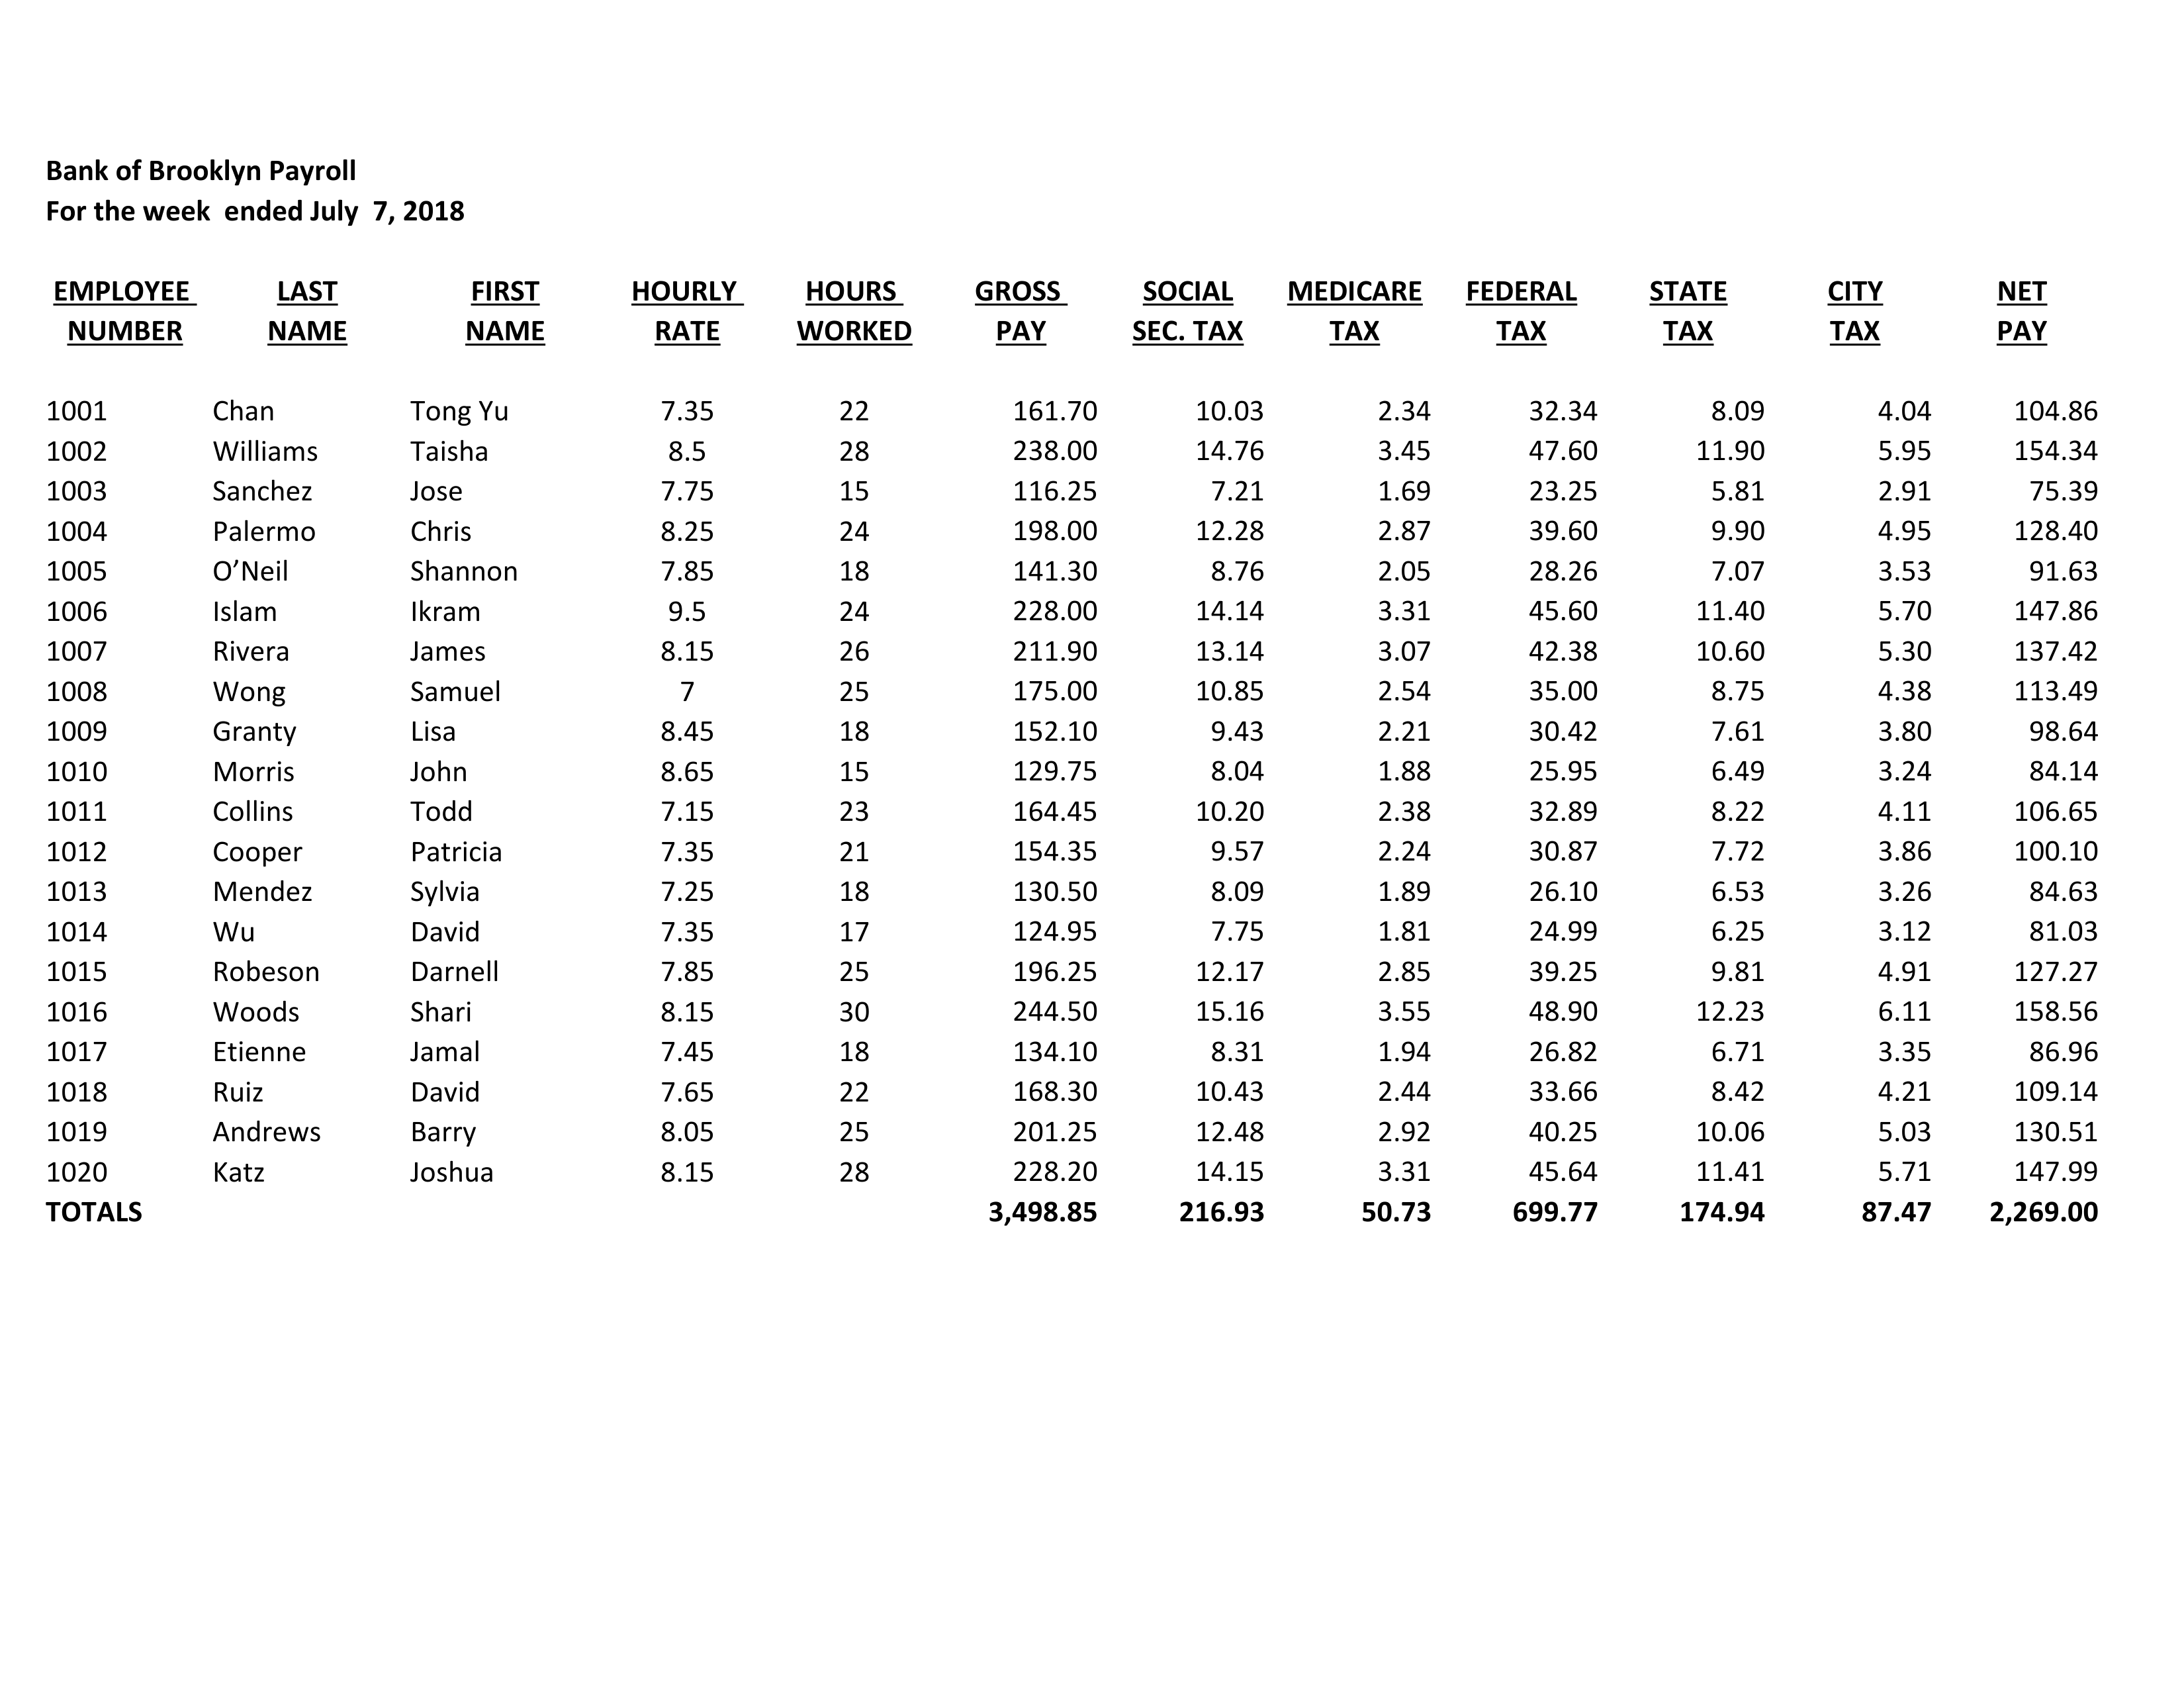 Bank of Brooklyn Payroll
For the week ended July 7, 2018
EMPLOYEE LAST FIRST HOURLY HOURS GROSS SOCIAL MEDICARE FEDERAL STATE CITY NET
NUMBER NAME NAME RATE WORKED PAY SEC. TAX TAX TAX TAX TAX PAY
1001 Chan Tong Yu 7.35 22 161.70 10.03 2.34 32.34 8.09 4.04 104.86
1002 Williams Taisha 8.5 28 238.00 14.76 3.45 47.60 11.90 5.95 154.34
1003 Sanchez Jose 7.75 15 116.25 7.21 1.69 23.25 5.81 2.91 75.39
1004 Palermo Chris 8.25 24 198.00 12.28 2.87 39.60 9.90 4.95 128.40
1005 O’Neil Shannon 7.85 18 141.30 8.76 2.05 28.26 7.07 3.53 91.63
1006 Islam Ikram 9.5 24 228.00 14.14 3.31 45.60 11.40 5.70 147.86
1007 Rivera James 8.15 26 211.90 13.14 3.07 42.38 10.60 5.30 137.42
1008 Wong Samuel 7 25 175.00 10.85 2.54 35.00 8.75 4.38 113.49
1009 Granty Lisa 8.45 18 152.10 9.43 2.21 30.42 7.61 3.80 98.64
1010 Morris John 8.65 15 129.75 8.04 1.88 25.95 6.49 3.24 84.14
1011 Collins Todd 7.15 23 164.45 10.20 2.38 32.89 8.22 4.11 106.65
1012 Cooper Patricia 7.35 21 154.35 9.57 2.24 30.87 7.72 3.86 100.10
1013 Mendez Sylvia 7.25 18 130.50 8.09 1.89 26.10 6.53 3.26 84.63
1014 Wu David 7.35 17 124.95 7.75 1.81 24.99 6.25 3.12 81.03
1015 Robeson Darnell 7.85 25 196.25 12.17 2.85 39.25 9.81 4.91 127.27
1016 Woods Shari 8.15 30 244.50 15.16 3.55 48.90 12.23 6.11 158.56
1017 Etienne Jamal 7.45 18 134.10 8.31 1.94 26.82 6.71 3.35 86.96
1018 Ruiz David 7.65 22 168.30 10.43 2.44 33.66 8.42 4.21 109.14
1019 Andrews Barry 8.05 25 201.25 12.48 2.92 40.25 10.06 5.03 130.51
1020 Katz Joshua 8.15 28 228.20 14.15 3.31 45.64 11.41 5.71 147.99
TOTALS 3,498.85 216.93 50.73 699.77 174.94 87.47 2,269.00